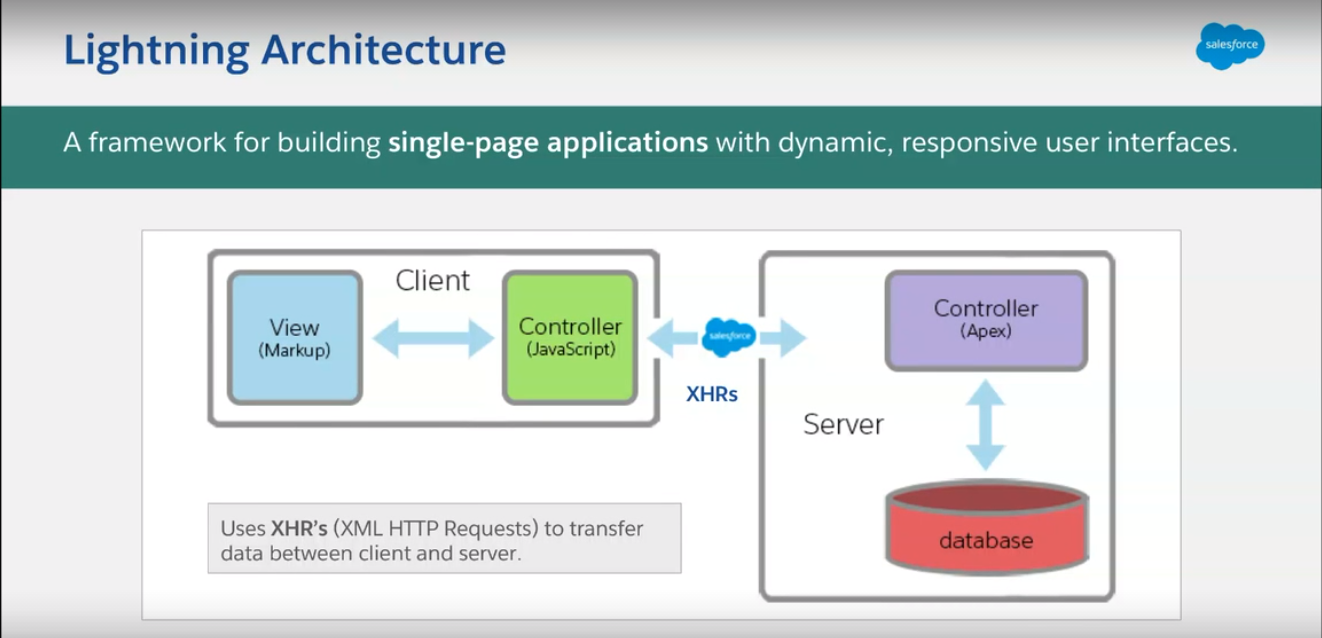 Lightning Architecture
salesforce
A framework for building single-page applications with dynamic, responsive user interfaces.
Client
View
(Markup)
Controller
(JavaScript)
salesforce
XHRs
Server
Controller
(Apex)
database
Uses XHR's (XML HTTP Requests) to transfer
data between client and server.